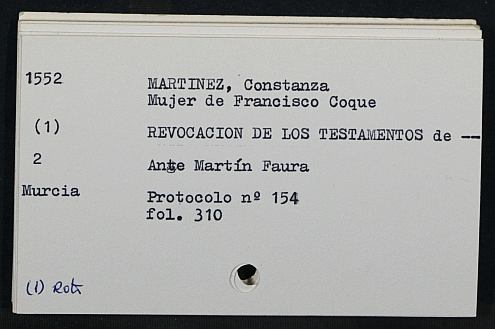 1552 MARTINEZ, Constanza
Mujer de Francisco Coque
(1) REVOCACION DE LOS TESTAMENTOS de --
2 Ante Martín Faura
Murcia Protocolo nº 154
fol. 310
(1)